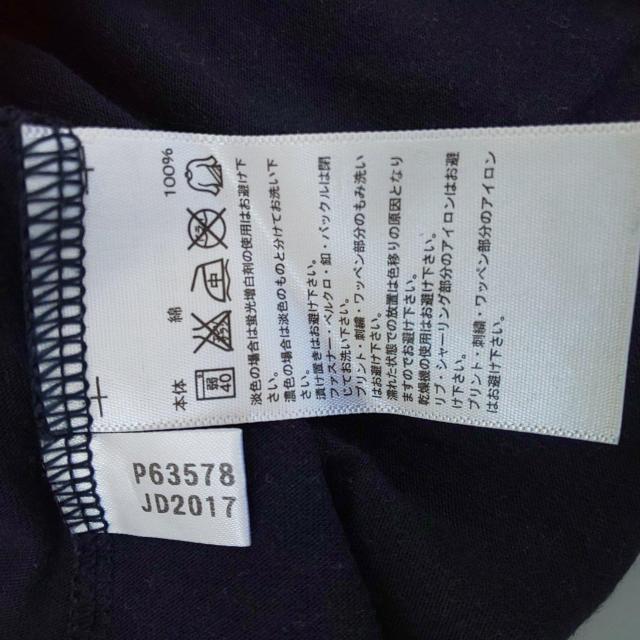 本体 綿 100%
弱
40
淡色の場合は蛍光増白剤の使用はお避け下
さい。
濃色の場合は淡色のものと分けてお洗い下
さい。
漬け置きはお避け下さい。
ファスナー・ベルクロ・釦・バックルは閉
じてお洗い下さい。
プリント・刺繍・ワッペン部分のもみ洗い
はお避け下さい。
濡れた状態での放置は色移りの原因となり
ますのでお避け下さい。
乾燥機の使用はお避け下さい。
リブ・シャーリング部分のアイロンはお避
け下さい。
プリント・刺繍・ワッペン部分のアイロン
はお避け下さい。
P63578
JD2017